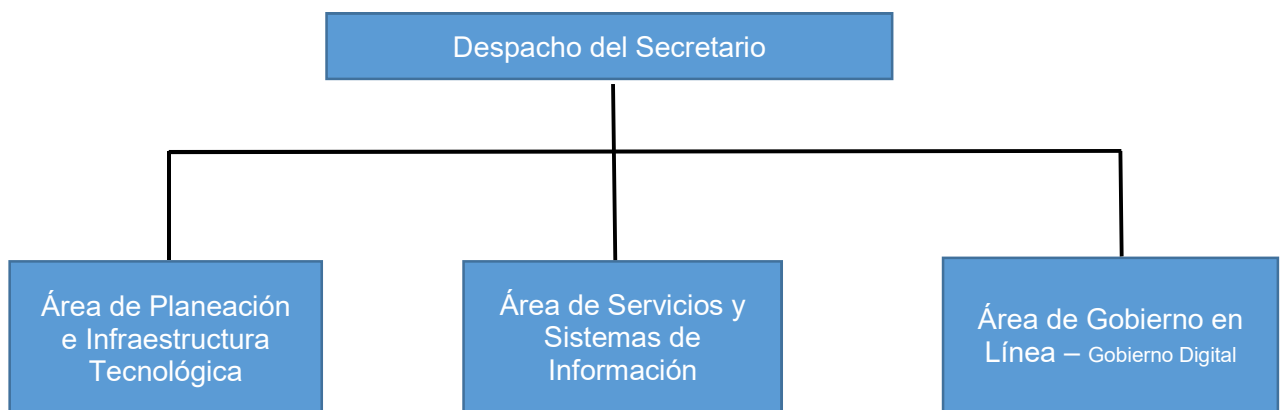 Despacho del Secretario
Área de Planeación
e Infraestructura
Tecnológica
Área de Servicios y
Sistemas de
Información
Área de Gobierno en
Línea – Gobierno Digital